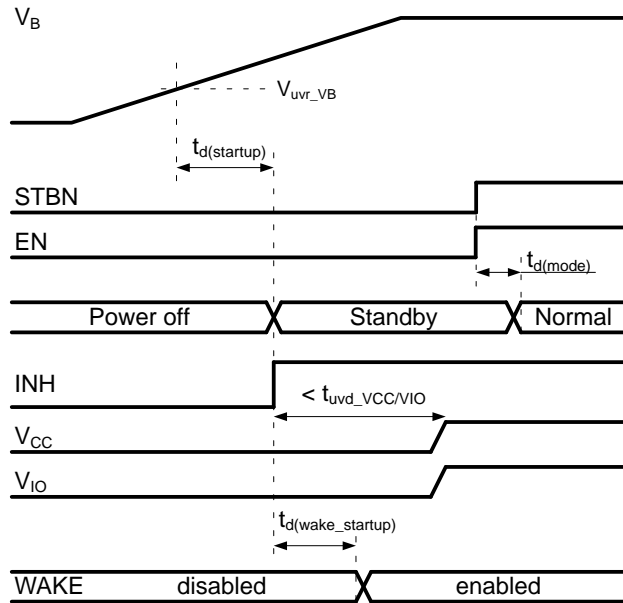 V_B
V_uvr_VB
t_d(startup)
STBN
EN
t_d(mode)
Power off Standby Normal
INH
< t_uvd_VCC/VIO
V_CC
V_IO
t_d(wake_startup)
WAKE disabled enabled